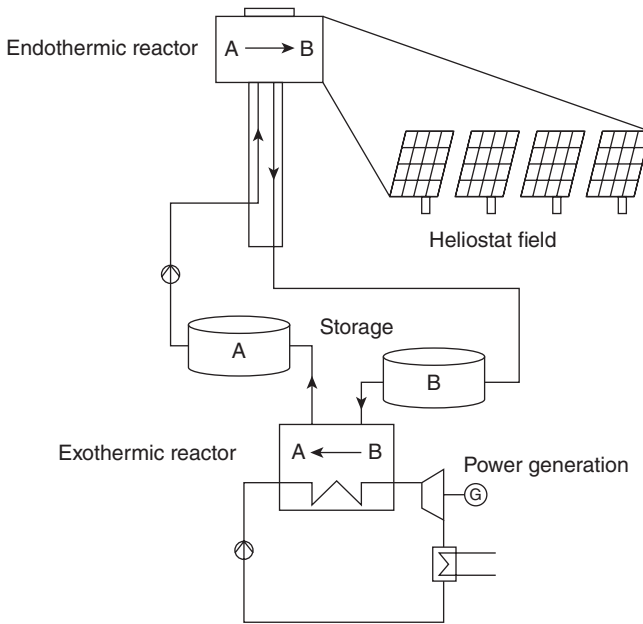 Endothermic reactor
A
B
Heliostat field
Storage
A
B
Exothermic reactor
A
B
Power generation
G